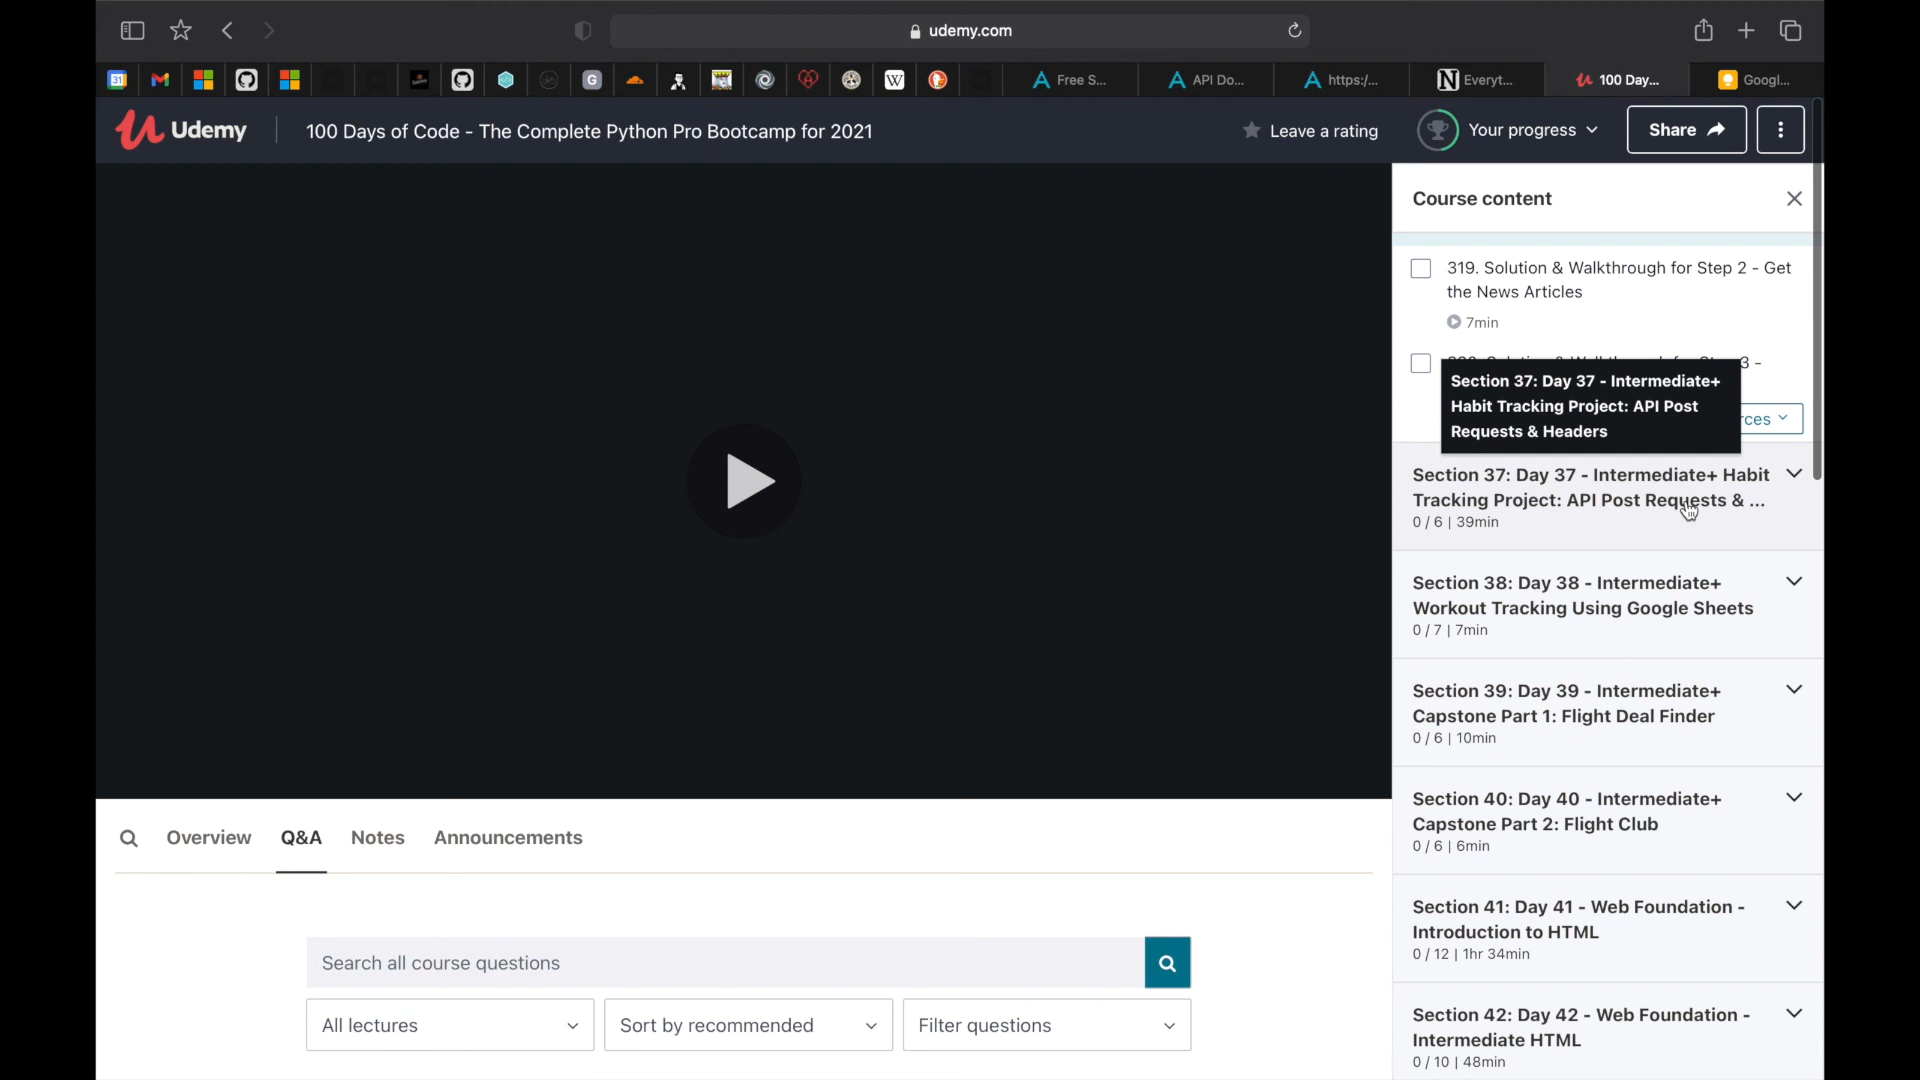 udemy.com
31
G
W
Free S...
API Do...
https:/...
Everyt...
100 Day...
Googl...
Udemy
100 Days of Code - The Complete Python Pro Bootcamp for 2021
Leave a rating
Your progress
Share
Course content
319. Solution & Walkthrough for Step 2 - Get
the News Articles
7min
3 -
Section 37: Day 37 - Intermediate+
Habit Tracking Project: API Post
Requests & Headers
rces
Section 37: Day 37 - Intermediate+ Habit
Tracking Project: API Post Requests & ...
0 / 6 | 39min
Section 38: Day 38 - Intermediate+
Workout Tracking Using Google Sheets
0 / 7 | 7min
Section 39: Day 39 - Intermediate+
Capstone Part 1: Flight Deal Finder
0 / 6 | 10min
Section 40: Day 40 - Intermediate+
Capstone Part 2: Flight Club
0 / 6 | 6min
Section 41: Day 41 - Web Foundation -
Introduction to HTML
0 / 12 | 1hr 34min
Section 42: Day 42 - Web Foundation -
Intermediate HTML
0 / 10 | 48min
Overview
Q&A
Notes
Announcements
Search all course questions
All lectures
Sort by recommended
Filter questions